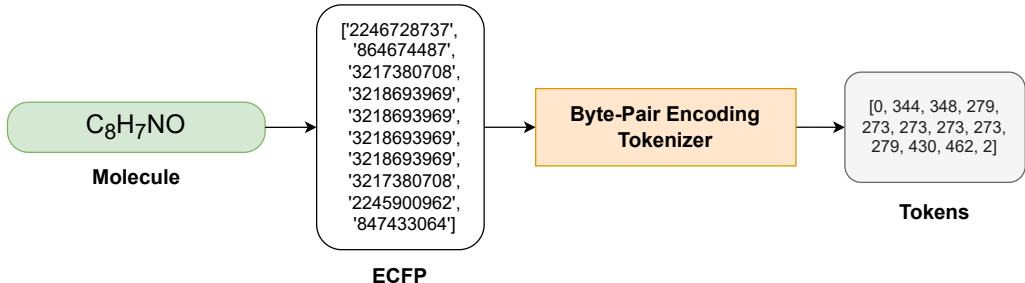 C₈H₇NO
Molecule
['2246728737',
'864674487',
'3217380708',
'3218693969',
'3218693969',
'3218693969',
'3218693969',
'3217380708',
'2245900962',
'847433064']
ECFP
Byte-Pair Encoding
Tokenizer
[0, 344, 348, 279,
273, 273, 273, 273,
279, 430, 462, 2]
Tokens